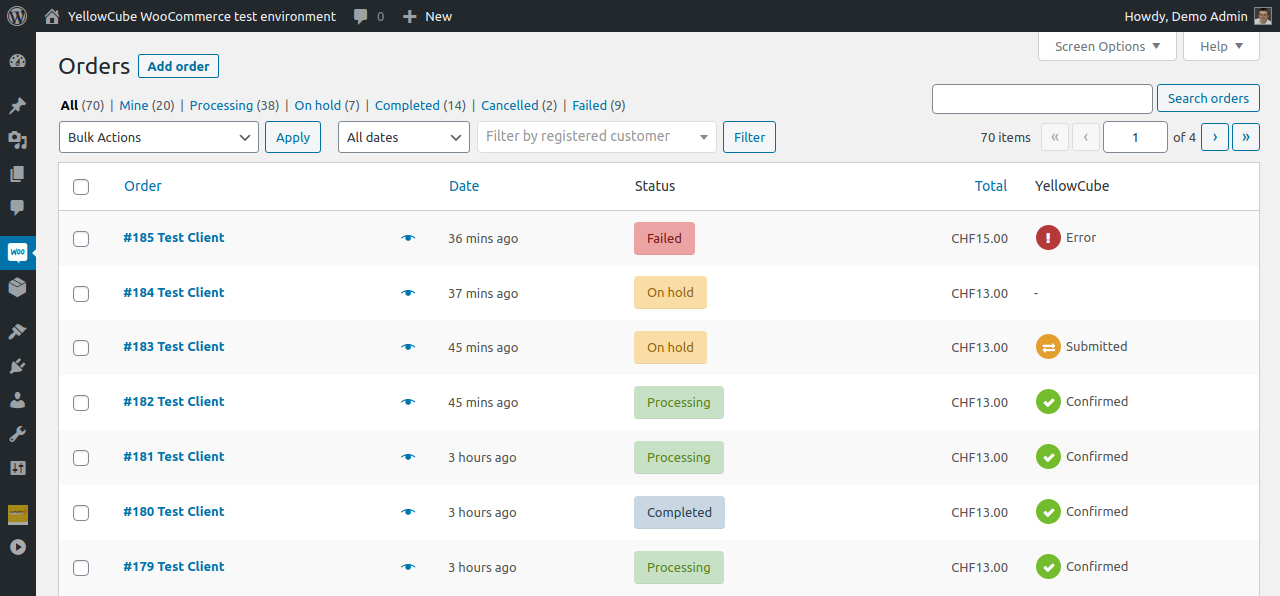 YellowCube WooCommerce test environment 0 New Howdy, Demo Admin
Screen Options Help
Orders Add order
All (70) | Mine (20) | Processing (38) | On hold (7) | Completed (14) | Cancelled (2) | Failed (9) Search orders
Bulk Actions Apply All dates Filter by registered customer Filter 70 items « ‹ 1 of 4 › »
Order Date Status Total YellowCube
#185 Test Client 36 mins ago Failed CHF15.00 Error
#184 Test Client 37 mins ago On hold CHF13.00 -
#183 Test Client 45 mins ago On hold CHF13.00 Submitted
#182 Test Client 45 mins ago Processing CHF13.00 Confirmed
#181 Test Client 3 hours ago Processing CHF13.00 Confirmed
#180 Test Client 3 hours ago Completed CHF13.00 Confirmed
#179 Test Client 3 hours ago Processing CHF13.00 Confirmed